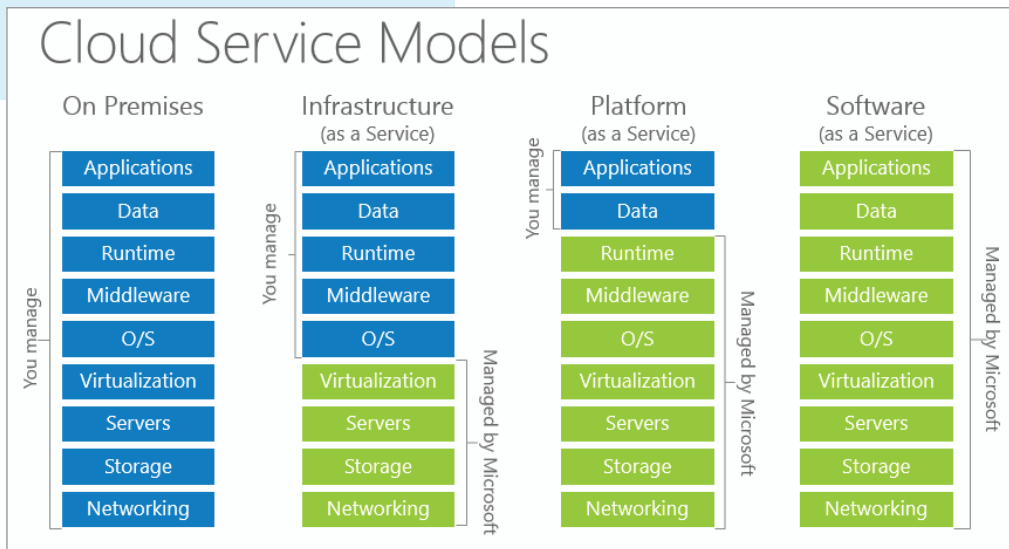 Cloud Service Models
On Premises
You manage
Applications
Data
Runtime
Middleware
O/S
Virtualization
Servers
Storage
Networking
Infrastructure
(as a Service)
You manage
Applications
Data
Runtime
Middleware
O/S
Virtualization
Servers
Storage
Networking
Managed by Microsoft
Platform
(as a Service)
You manage
Applications
Data
Runtime
Middleware
O/S
Virtualization
Servers
Storage
Networking
Managed by Microsoft
Software
(as a Service)
Applications
Data
Runtime
Middleware
O/S
Virtualization
Servers
Storage
Networking
Managed by Microsoft